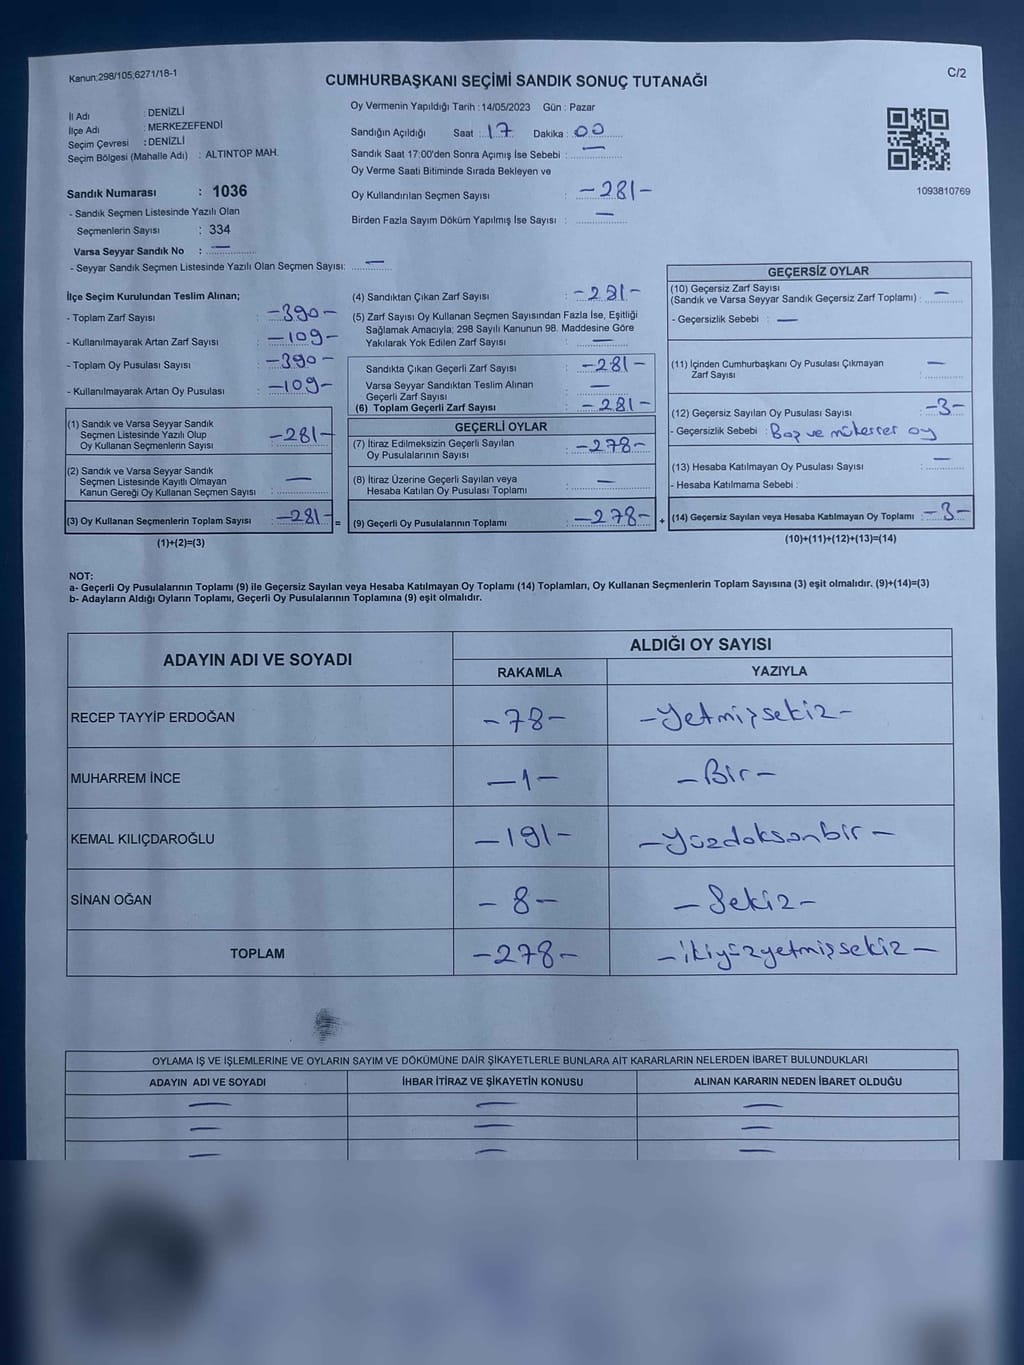 Kanun:298/105,6271/18-1
C/2
CUMHURBAŞKANI SEÇİMİ SANDIK SONUÇ TUTANAĞI
İl Adı : DENİZLİ
İlçe Adı : MERKEZEFENDİ
Seçim Çevresi : DENİZLİ
Seçim Bölgesi (Mahalle Adı) : ALTINTOP MAH.
Sandık Numarası : 1036
- Sandık Seçmen Listesinde Yazılı Olan
Seçmenlerin Sayısı : 334
Varsa Seyyar Sandık No : —
- Seyyar Sandık Seçmen Listesinde Yazılı Olan Seçmen Sayısı: —
Oy Vermenin Yapıldığı Tarih : 14/05/2023 Gün : Pazar
Sandığın Açıldığı Saat : 17 Dakika : 00
Sandık Saat 17:00'den Sonra Açımış İse Sebebi : —
Oy Verme Saati Bitiminde Sırada Bekleyen ve
Oy Kullandırılan Seçmen Sayısı : -281-
Birden Fazla Sayım Döküm Yapılmış İse Sayısı : —
1093810769
İlçe Seçim Kurulundan Teslim Alınan;
- Toplam Zarf Sayısı : -390-
- Kullanılmayarak Artan Zarf Sayısı : -109-
- Toplam Oy Pusulası Sayısı : -390-
- Kullanılmayarak Artan Oy Pusulası : -109-
(1) Sandık ve Varsa Seyyar Sandık
Seçmen Listesinde Yazılı Olup
Oy Kullanan Seçmenlerin Sayısı : -281-
(2) Sandık ve Varsa Seyyar Sandık
Seçmen Listesinde Kayıtlı Olmayan
Kanun Gereği Oy Kullanan Seçmen Sayısı : —
(3) Oy Kullanan Seçmenlerin Toplam Sayısı : -281-
(1)+(2)=(3)
=
(4) Sandıktan Çıkan Zarf Sayısı : -281-
(5) Zarf Sayısı Oy Kullanan Seçmen Sayısından Fazla İse, Eşitliği
Sağlamak Amacıyla; 298 Sayılı Kanunun 98. Maddesine Göre
Yakılarak Yok Edilen Zarf Sayısı : —
Sandıkta Çıkan Geçerli Zarf Sayısı : -281-
Varsa Seyyar Sandıktan Teslim Alınan
Geçerli Zarf Sayısı : —
(6) Toplam Geçerli Zarf Sayısı : -281-
GEÇERLİ OYLAR
(7) İtiraz Edilmeksizin Geçerli Sayılan
Oy Pusulalarının Sayısı : -278-
(8) İtiraz Üzerine Geçerli Sayılan veya
Hesaba Katılan Oy Pusulası Toplamı : —
(9) Geçerli Oy Pusulalarının Toplamı : -278-
+
GEÇERSİZ OYLAR
(10) Geçersiz Zarf Sayısı
(Sandık ve Varsa Seyyar Sandık Geçersiz Zarf Toplamı) : —
- Geçersizlik Sebebi : —
(11) İçinden Cumhurbaşkanı Oy Pusulası Çıkmayan
Zarf Sayısı : —
(12) Geçersiz Sayılan Oy Pusulası Sayısı : -3-
- Geçersizlik Sebebi : Boş ve mükerrer oy
(13) Hesaba Katılmayan Oy Pusulası Sayısı : —
- Hesaba Katılmama Sebebi :
(14) Geçersiz Sayılan veya Hesaba Katılmayan Oy Toplamı : -3-
(10)+(11)+(12)+(13)=(14)
NOT:
a- Geçerli Oy Pusulalarının Toplamı (9) ile Geçersiz Sayılan veya Hesaba Katılmayan Oy Toplamı (14) Toplamları, Oy Kullanan Seçmenlerin Toplam Sayısına (3) eşit olmalıdır. (9)+(14)=(3)
b- Adayların Aldığı Oyların Toplamı, Geçerli Oy Pusulalarının Toplamına (9) eşit olmalıdır.
ADAYIN ADI VE SOYADI ALDIĞI OY SAYISI
RAKAMLA YAZIYLA
RECEP TAYYİP ERDOĞAN -78- -Yetmişsekiz-
MUHARREM İNCE -1- -Bir-
KEMAL KILIÇDAROĞLU -191- -Yüzdoksanbir-
SİNAN OĞAN -8- -Sekiz-
TOPLAM -278- -ikiyüzyetmişsekiz-
OYLAMA İŞ VE İŞLEMLERİNE VE OYLARIN SAYIM VE DÖKÜMÜNE DAİR ŞİKAYETLERLE BUNLARA AİT KARARLARIN NELERDEN İBARET BULUNDUKLARI
ADAYIN ADI VE SOYADI İHBAR İTİRAZ VE ŞİKAYETİN KONUSU ALINAN KARARIN NEDEN İBARET OLDUĞU
— — —
— — —
— — —